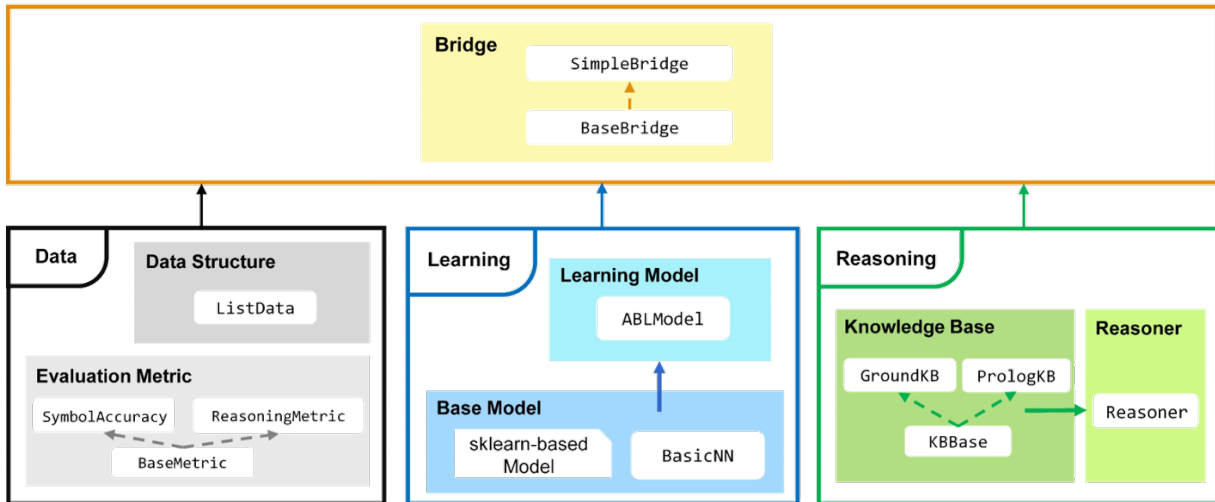 Bridge
SimpleBridge
BaseBridge
Data
Data Structure
ListData
Evaluation Metric
SymbolAccuracy
ReasoningMetric
BaseMetric
Learning
Learning Model
ABLModel
Base Model
sklearn-based
Model
BasicNN
Reasoning
Knowledge Base
GroundKB
PrologKB
KBBase
Reasoner
Reasoner